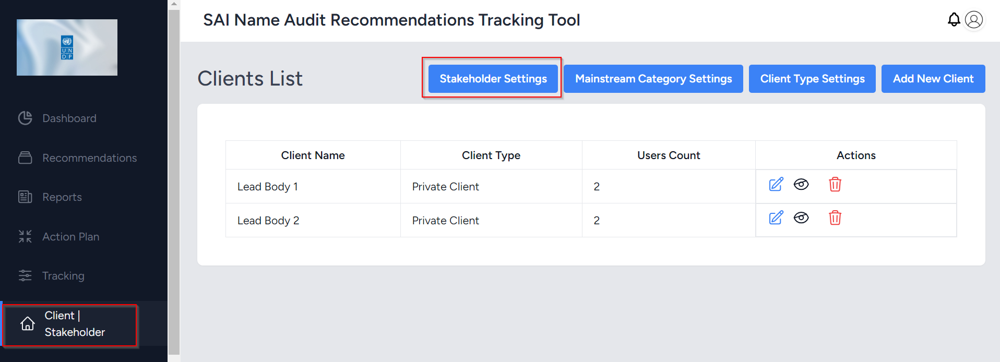 SAI Name Audit Recommendations Tracking Tool
UN
DP
Dashboard
Recommendations
Reports
Action Plan
Tracking
Client |
Stakeholder
Clients List
Stakeholder Settings
Mainstream Category Settings
Client Type Settings
Add New Client
Client Name Client Type Users Count Actions
Lead Body 1 Private Client 2
Lead Body 2 Private Client 2